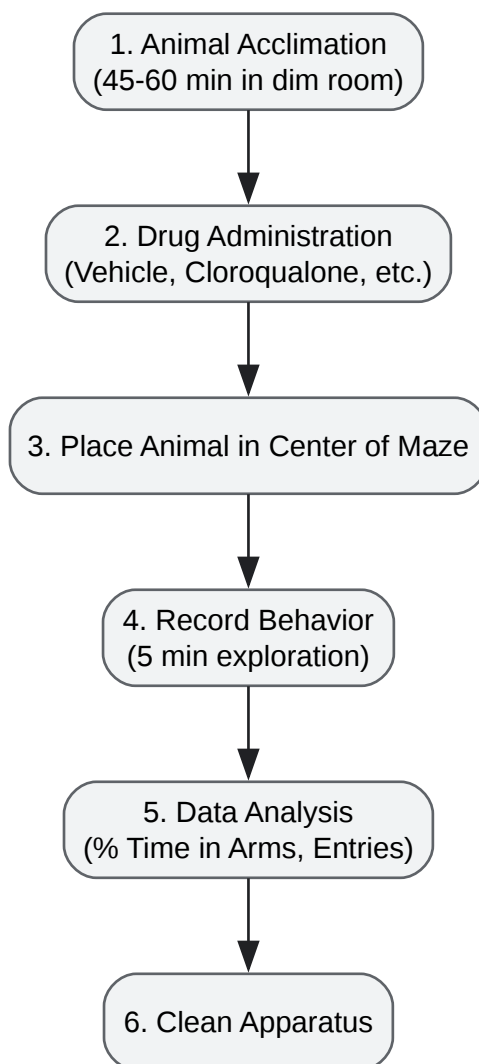 1. Animal Acclimation
(45-60 min in dim room)
2. Drug Administration
(Vehicle, Cloroqualone, etc.)
3. Place Animal in Center of Maze
4. Record Behavior
(5 min exploration)
5. Data Analysis
(% Time in Arms, Entries)
6. Clean Apparatus